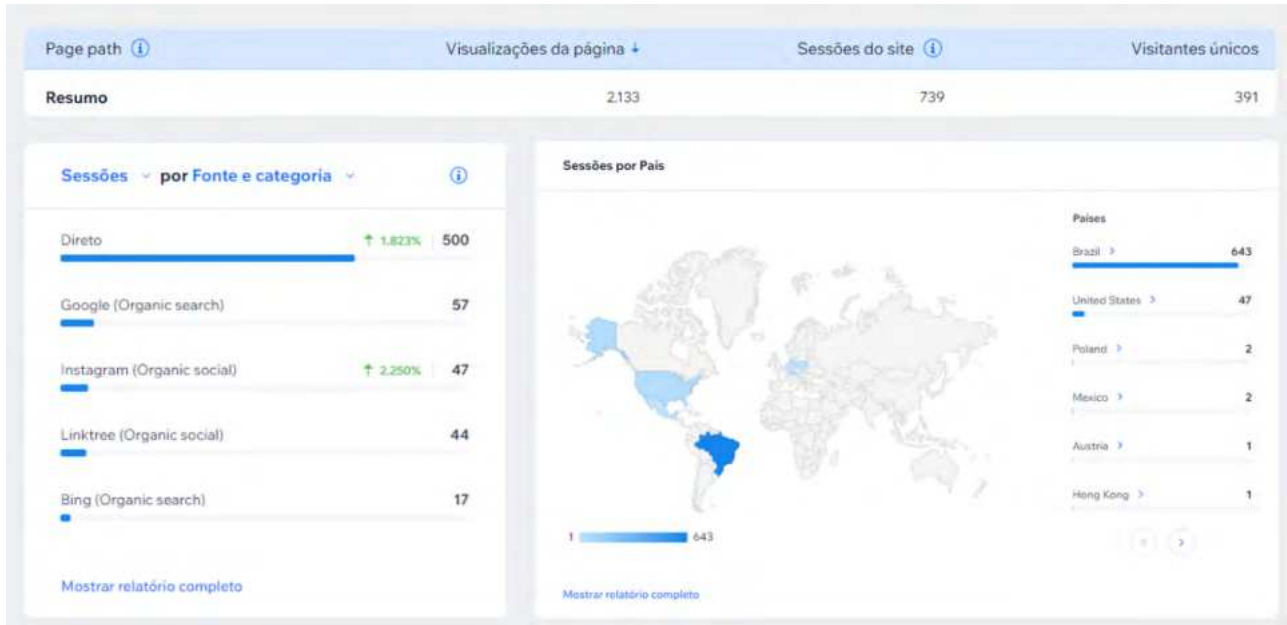 Page path
Visualizações da página ↓
Sessões do site
Visitantes únicos
Resumo
2.133
739
391
Sessões por Fonte e categoria
Direto
↑ 1.823%
500
Google (Organic search)
57
Instagram (Organic social)
↑ 2.250%
47
Linktree (Organic social)
44
Bing (Organic search)
17
Mostrar relatório completo
Sessões por País
1
643
Mostrar relatório completo
Países
Brazil >
643
United States >
47
Poland >
2
Mexico >
2
Austria >
1
Hong Kong >
1